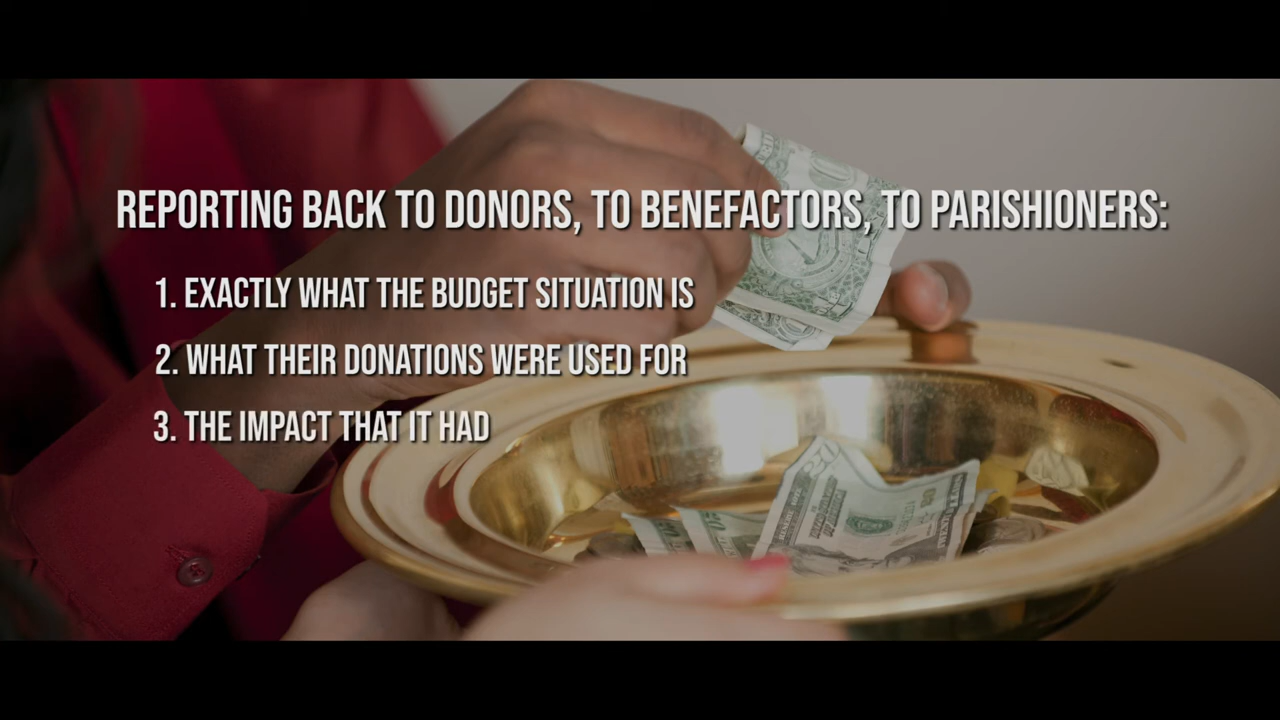 REPORTING BACK TO DONORS, TO BENEFACTORS, TO PARISHIONERS:
1. EXACTLY WHAT THE BUDGET SITUATION IS
2. WHAT THEIR DONATIONS WERE USED FOR
3. THE IMPACT THAT IT HAD